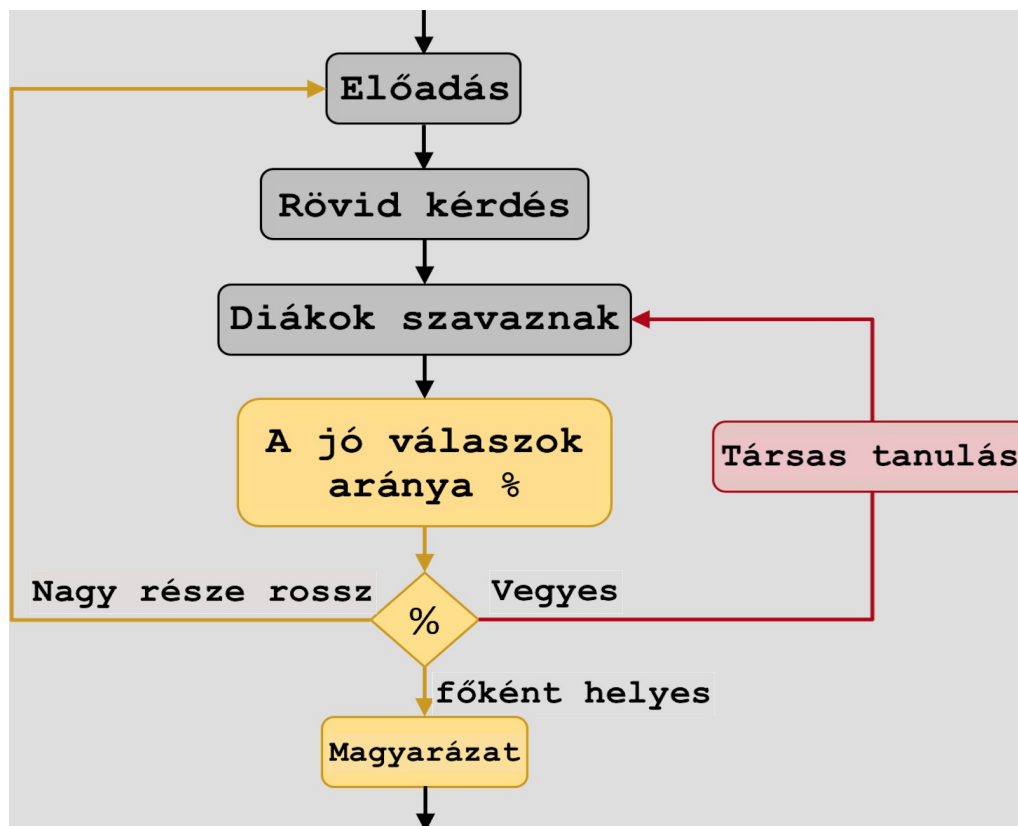 Előadás
Rövid kérdés
Diákok szavaznak
A jó válaszok
aránya %
Társas tanulás
Nagy része rossz
%
Vegyes
főként helyes
Magyarázat